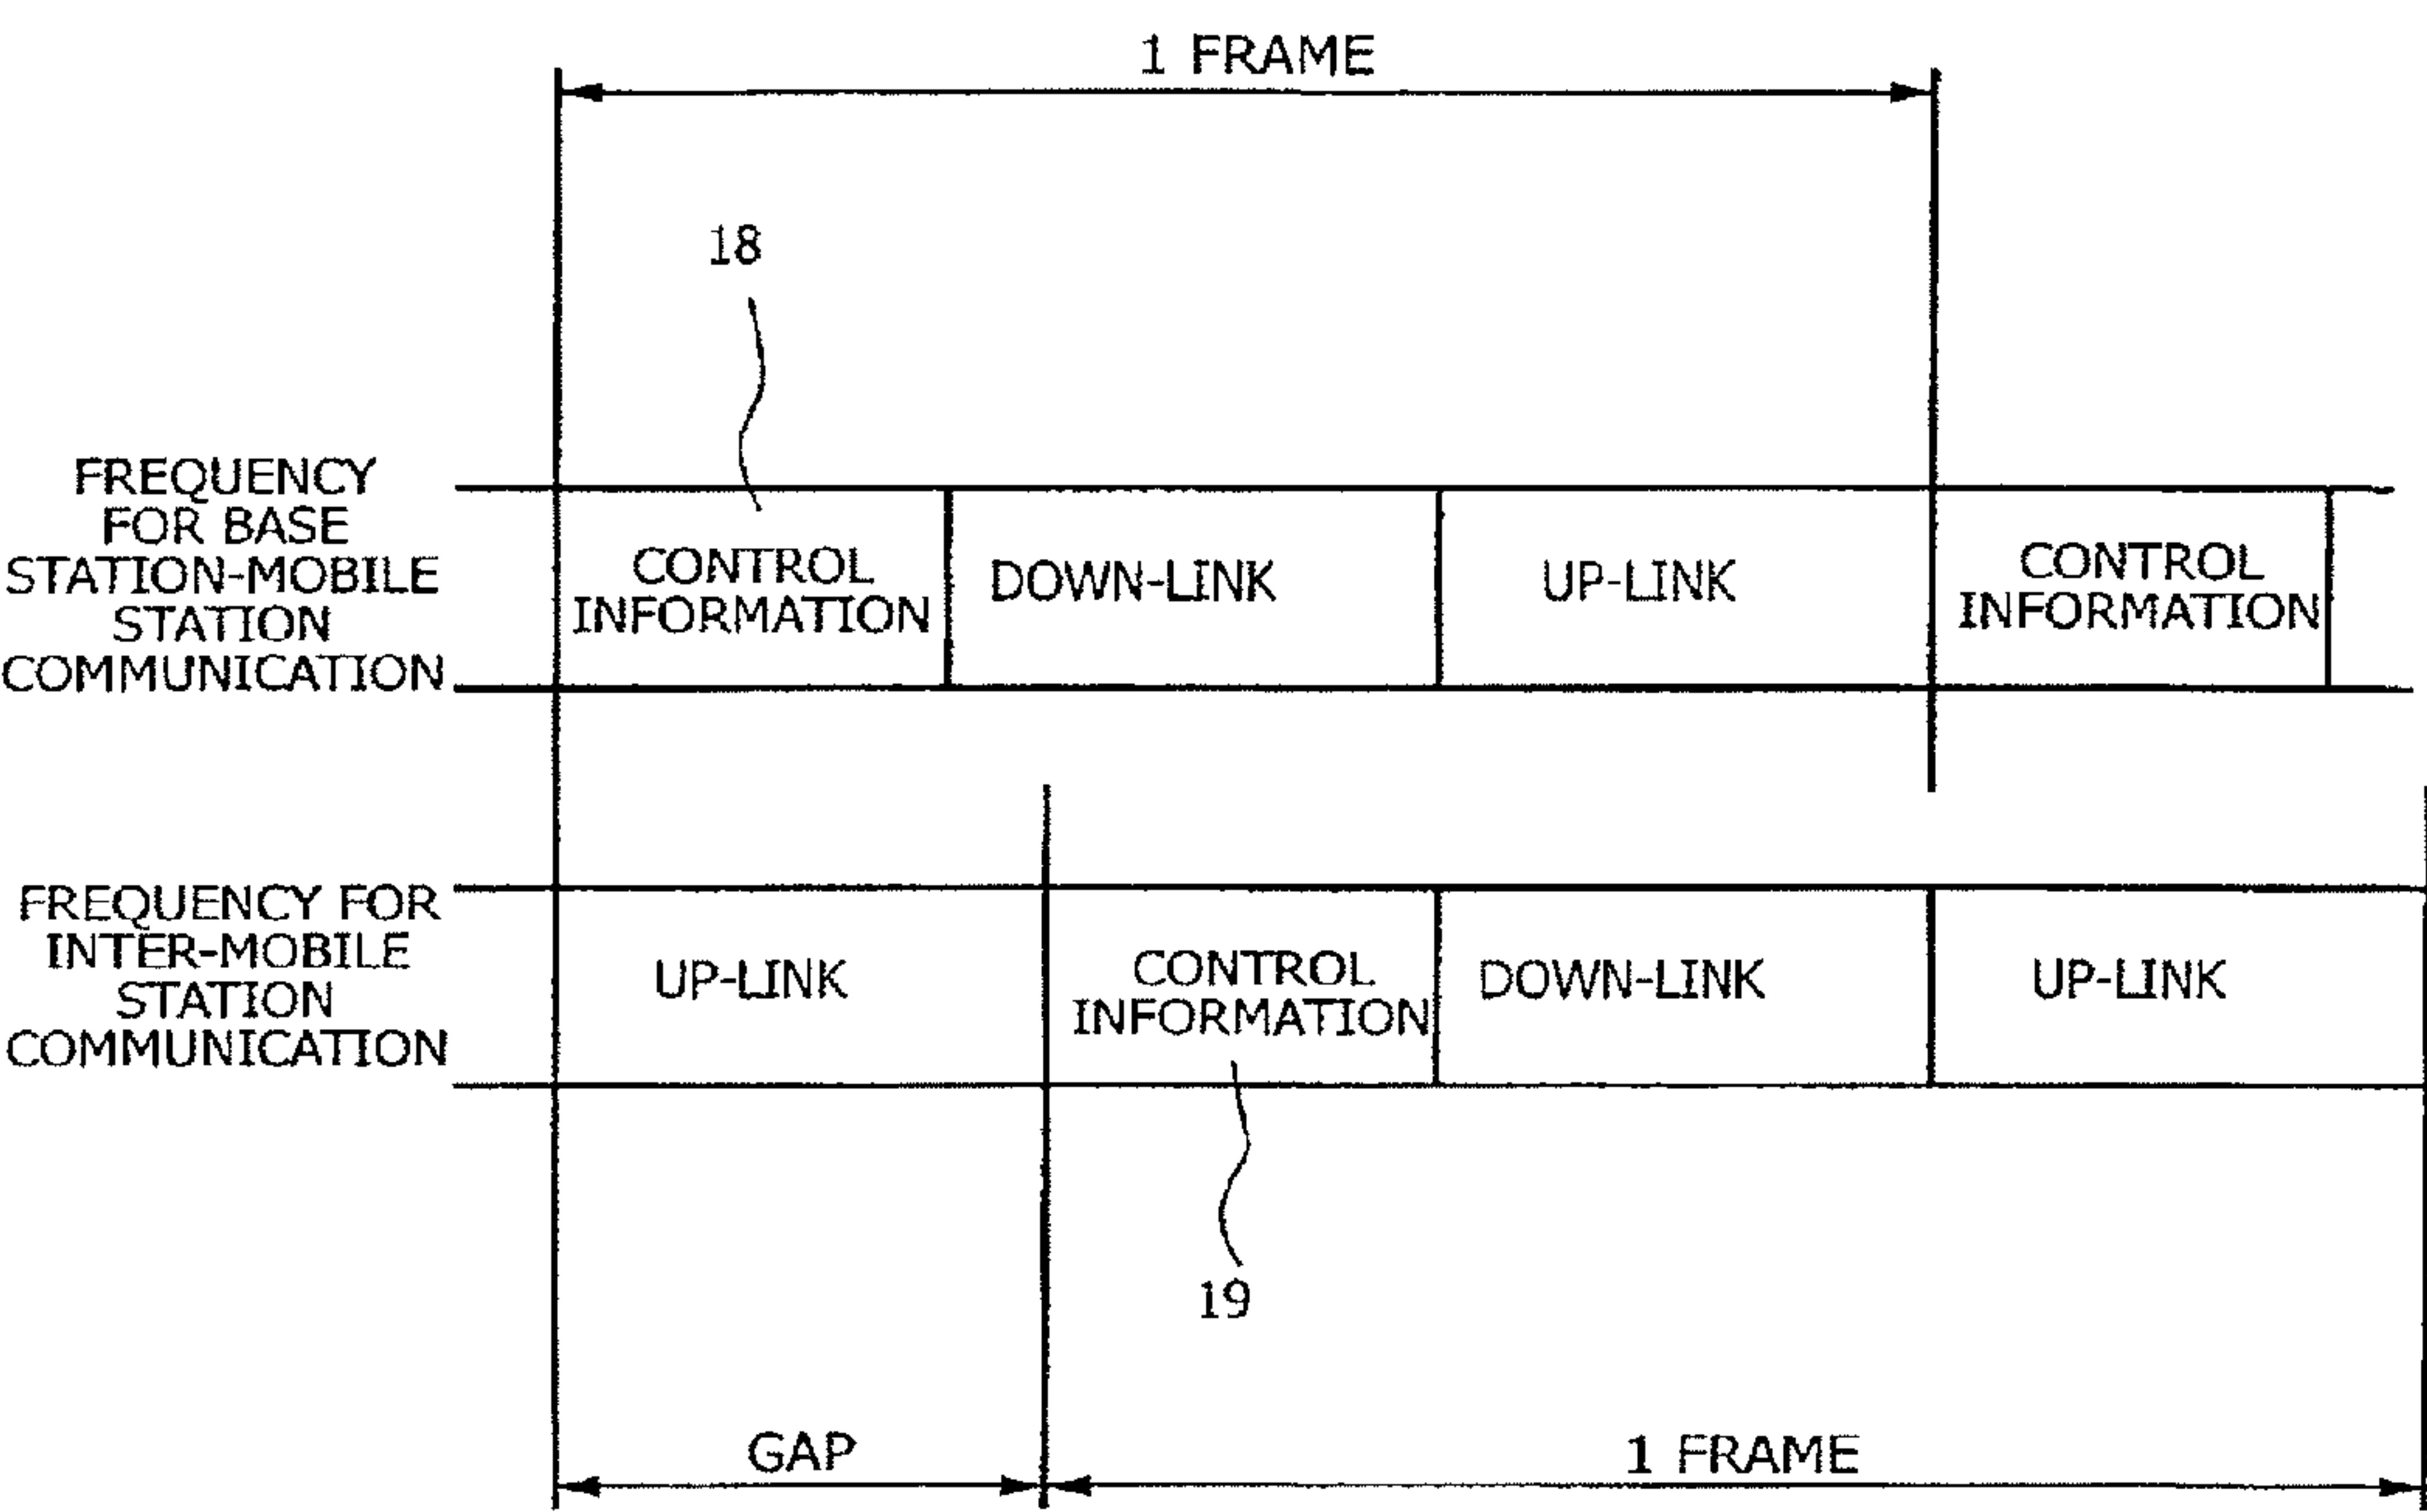 1 FRAME
18
FREQUENCY
FOR BASE
STATION-MOBILE
STATION
COMMUNICATION
CONTROL
INFORMATION
DOWN-LINK
UP-LINK
CONTROL
INFORMATION
FREQUENCY FOR
INTER-MOBILE
STATION
COMMUNICATION
UP-LINK
CONTROL
INFORMATION
DOWN-LINK
UP-LINK
19
GAP
1 FRAME